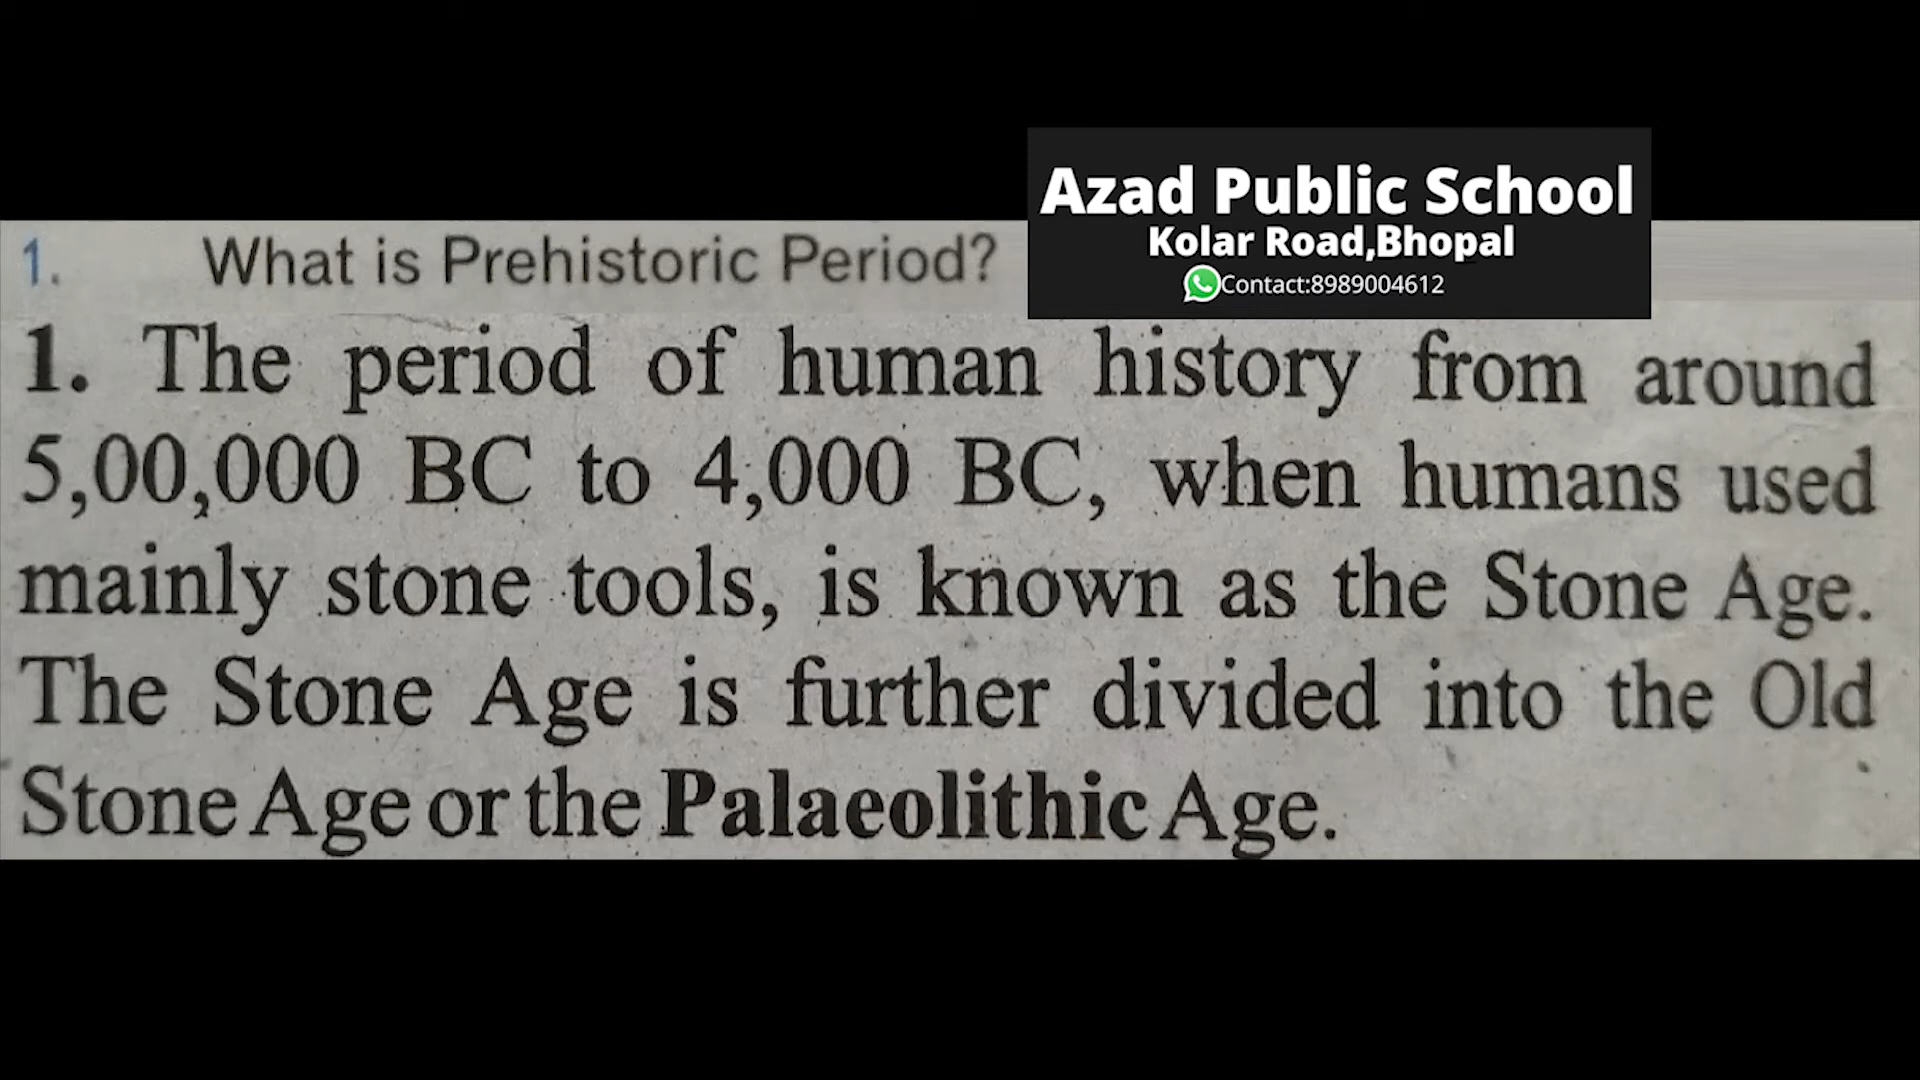 Azad Public School
Kolar Road,Bhopal
Contact:8989004612
1. What is Prehistoric Period?
1. The period of human history from around
5,00,000 BC to 4,000 BC, when humans used
mainly stone tools, is known as the Stone Age.
The Stone Age is further divided into the Old
Stone Age or the Palaeolithic Age.